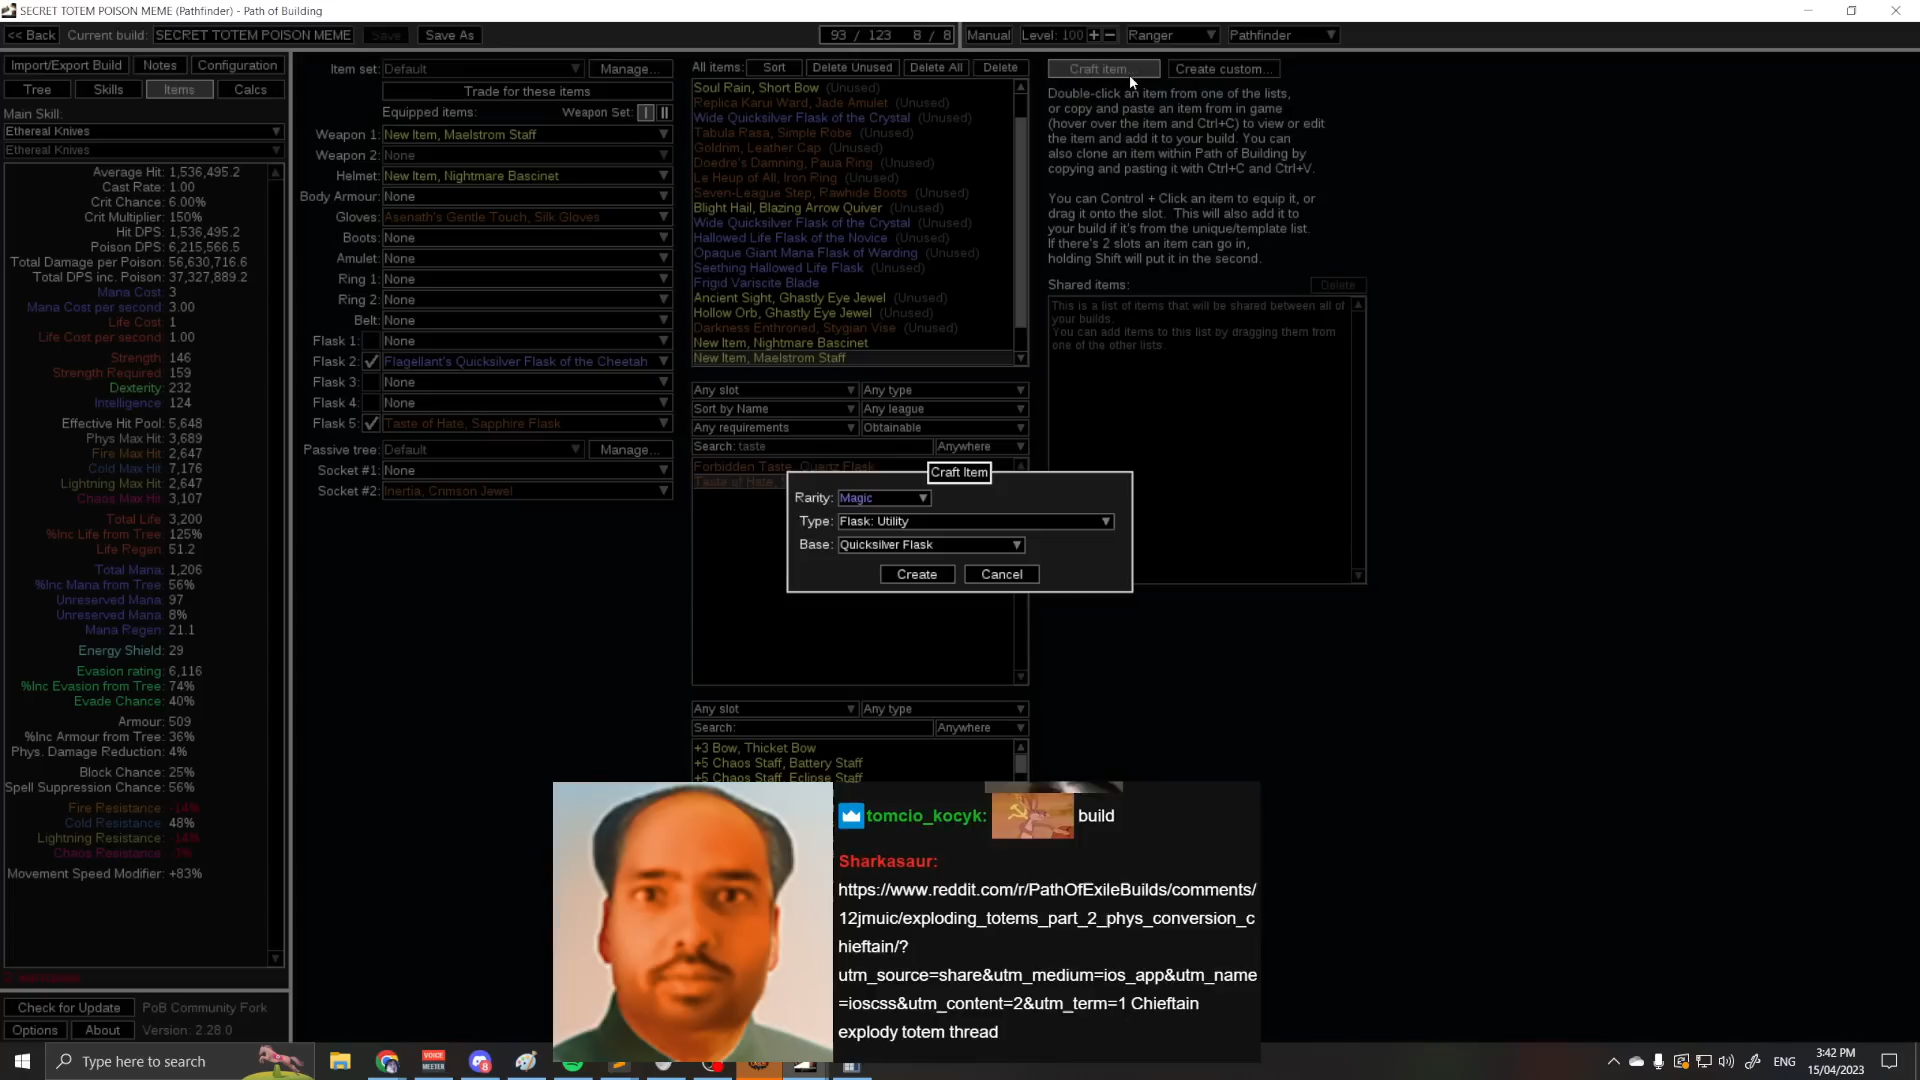 SECRET TOTEM POISON MEME (Pathfinder) - Path of Building
<< Back
Current build: SECRET TOTEM POISON MEME
Save
Save As
93 / 123 8 / 8
Manual
Level: 100 + −
Ranger
Pathfinder
Import/Export Build
Notes
Configuration
Tree
Skills
Items
Calcs
Main Skill:
Ethereal Knives
Ethereal Knives
Average Hit: 1,536,495.2
Cast Rate: 1.00
Crit Chance: 6.00%
Crit Multiplier: 150%
Hit DPS: 1,536,495.2
Poison DPS: 6,215,566.5
Total Damage per Poison: 56,630,716.6
Total DPS inc. Poison: 37,327,889.2
Mana Cost: 3
Mana Cost per second: 3.00
Life Cost: 1
Life Cost per second: 1.00
Strength: 146
Strength Required: 159
Dexterity: 232
Intelligence: 124
Effective Hit Pool: 5,648
Phys Max Hit: 3,689
Fire Max Hit: 2,647
Cold Max Hit: 7,176
Lightning Max Hit: 2,647
Chaos Max Hit: 3,107
Total Life: 3,200
%Inc Life from Tree: 125%
Life Regen: 51.2
Total Mana: 1,206
%Inc Mana from Tree: 56%
Unreserved Mana: 97
Unreserved Mana: 8%
Mana Regen: 21.1
Energy Shield: 29
Evasion rating: 6,116
%Inc Evasion from Tree: 74%
Evade Chance: 40%
Armour: 509
%Inc Armour from Tree: 36%
Phys. Damage Reduction: 4%
Block Chance: 25%
Spell Suppression Chance: 56%
Fire Resistance: -14%
Cold Resistance: 48%
Lightning Resistance: -14%
Chaos Resistance: -3%
Movement Speed Modifier: +83%
Check for Update
PoB Community Fork
Options
About
Version: 2.28.0
Item set: Default
Manage...
Trade for these items
Equipped items:
Weapon Set: I II
Weapon 1: New Item, Maelstrom Staff
Weapon 2: None
Helmet: New Item, Nightmare Bascinet
Body Armour: None
Gloves: Asenath's Gentle Touch, Silk Gloves
Boots: None
Amulet: None
Ring 1: None
Ring 2: None
Belt: None
Flask 1: None
Flask 2: Flagellant's Quicksilver Flask of the Cheetah
Flask 3: None
Flask 4: None
Flask 5: Taste of Hate, Sapphire Flask
Passive tree: Default
Manage...
Socket #1: None
Socket #2: Inertia, Crimson Jewel
All items:
Sort
Delete Unused
Delete All
Delete
Soul Rain, Short Bow (Unused)
Replica Karui Ward, Jade Amulet (Unused)
Wide Quicksilver Flask of the Crystal (Unused)
Tabula Rasa, Simple Robe (Unused)
Goldrim, Leather Cap (Unused)
Doedre's Damning, Paua Ring (Unused)
Le Heup of All, Iron Ring (Unused)
Seven-League Step, Rawhide Boots (Unused)
Blight Hail, Blazing Arrow Quiver (Unused)
Wide Quicksilver Flask of the Crystal (Unused)
Hallowed Life Flask of the Novice (Unused)
Opaque Giant Mana Flask of Warding (Unused)
Seething Hallowed Life Flask (Unused)
Frigid Variscite Blade
Ancient Sight, Ghastly Eye Jewel (Unused)
Hollow Orb, Ghastly Eye Jewel (Unused)
Darkness Enthroned, Stygian Vise (Unused)
New Item, Nightmare Bascinet
New Item, Maelstrom Staff
Any slot
Any type
Sort by Name
Any league
Any requirements
Obtainable
Search: taste
Anywhere
Forbidden Taste, Quartz Flask
Taste of Hate,
Any slot
Any type
Search:
Anywhere
+3 Bow, Thicket Bow
+5 Chaos Staff, Battery Staff
+5 Chaos Staff, Eclipse Staff
Craft item...
Create custom...
Double-click an item from one of the lists,
or copy and paste an item from in game
(hover over the item and Ctrl+C) to view or edit
the item and add it to your build. You can
also clone an item within Path of Building by
copying and pasting it with Ctrl+C and Ctrl+V.
You can Control + Click an item to equip it, or
drag it onto the slot. This will also add it to
your build if it's from the unique/template list.
If there's 2 slots an item can go in,
holding Shift will put it in the second.
Shared items:
Delete
This is a list of items that will be shared between all of
your builds.
You can add items to this list by dragging them from
one of the other lists.
Craft Item
Rarity: Magic
Type: Flask: Utility
Base: Quicksilver Flask
Create
Cancel
tomcio_kocyk: build
Sharkasaur:
https://www.reddit.com/r/PathOfExileBuilds/comments/
12jmuic/exploding_totems_part_2_phys_conversion_c
hieftain/?
utm_source=share&utm_medium=ios_app&utm_name
=ioscss&utm_content=2&utm_term=1 Chieftain
explody totem thread
Type here to search
VOICE
MEETER
ENG
3:42 PM
15/04/2023